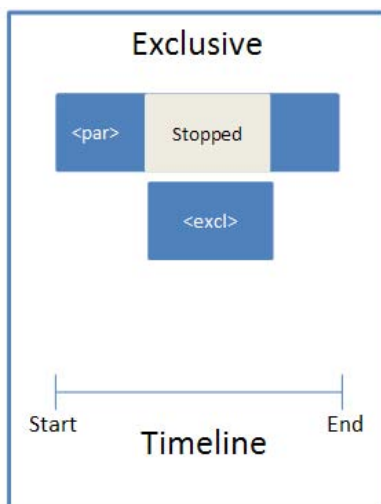 Exclusive
<par>
Stopped
<excl>
Start
End
Timeline